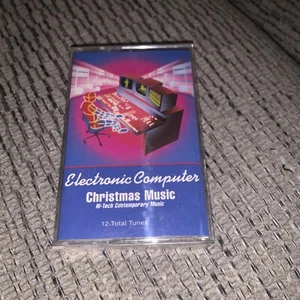 Electronic Computer
Christmas Music
Hi-Tech Contemporary Music
12 Total Tunes